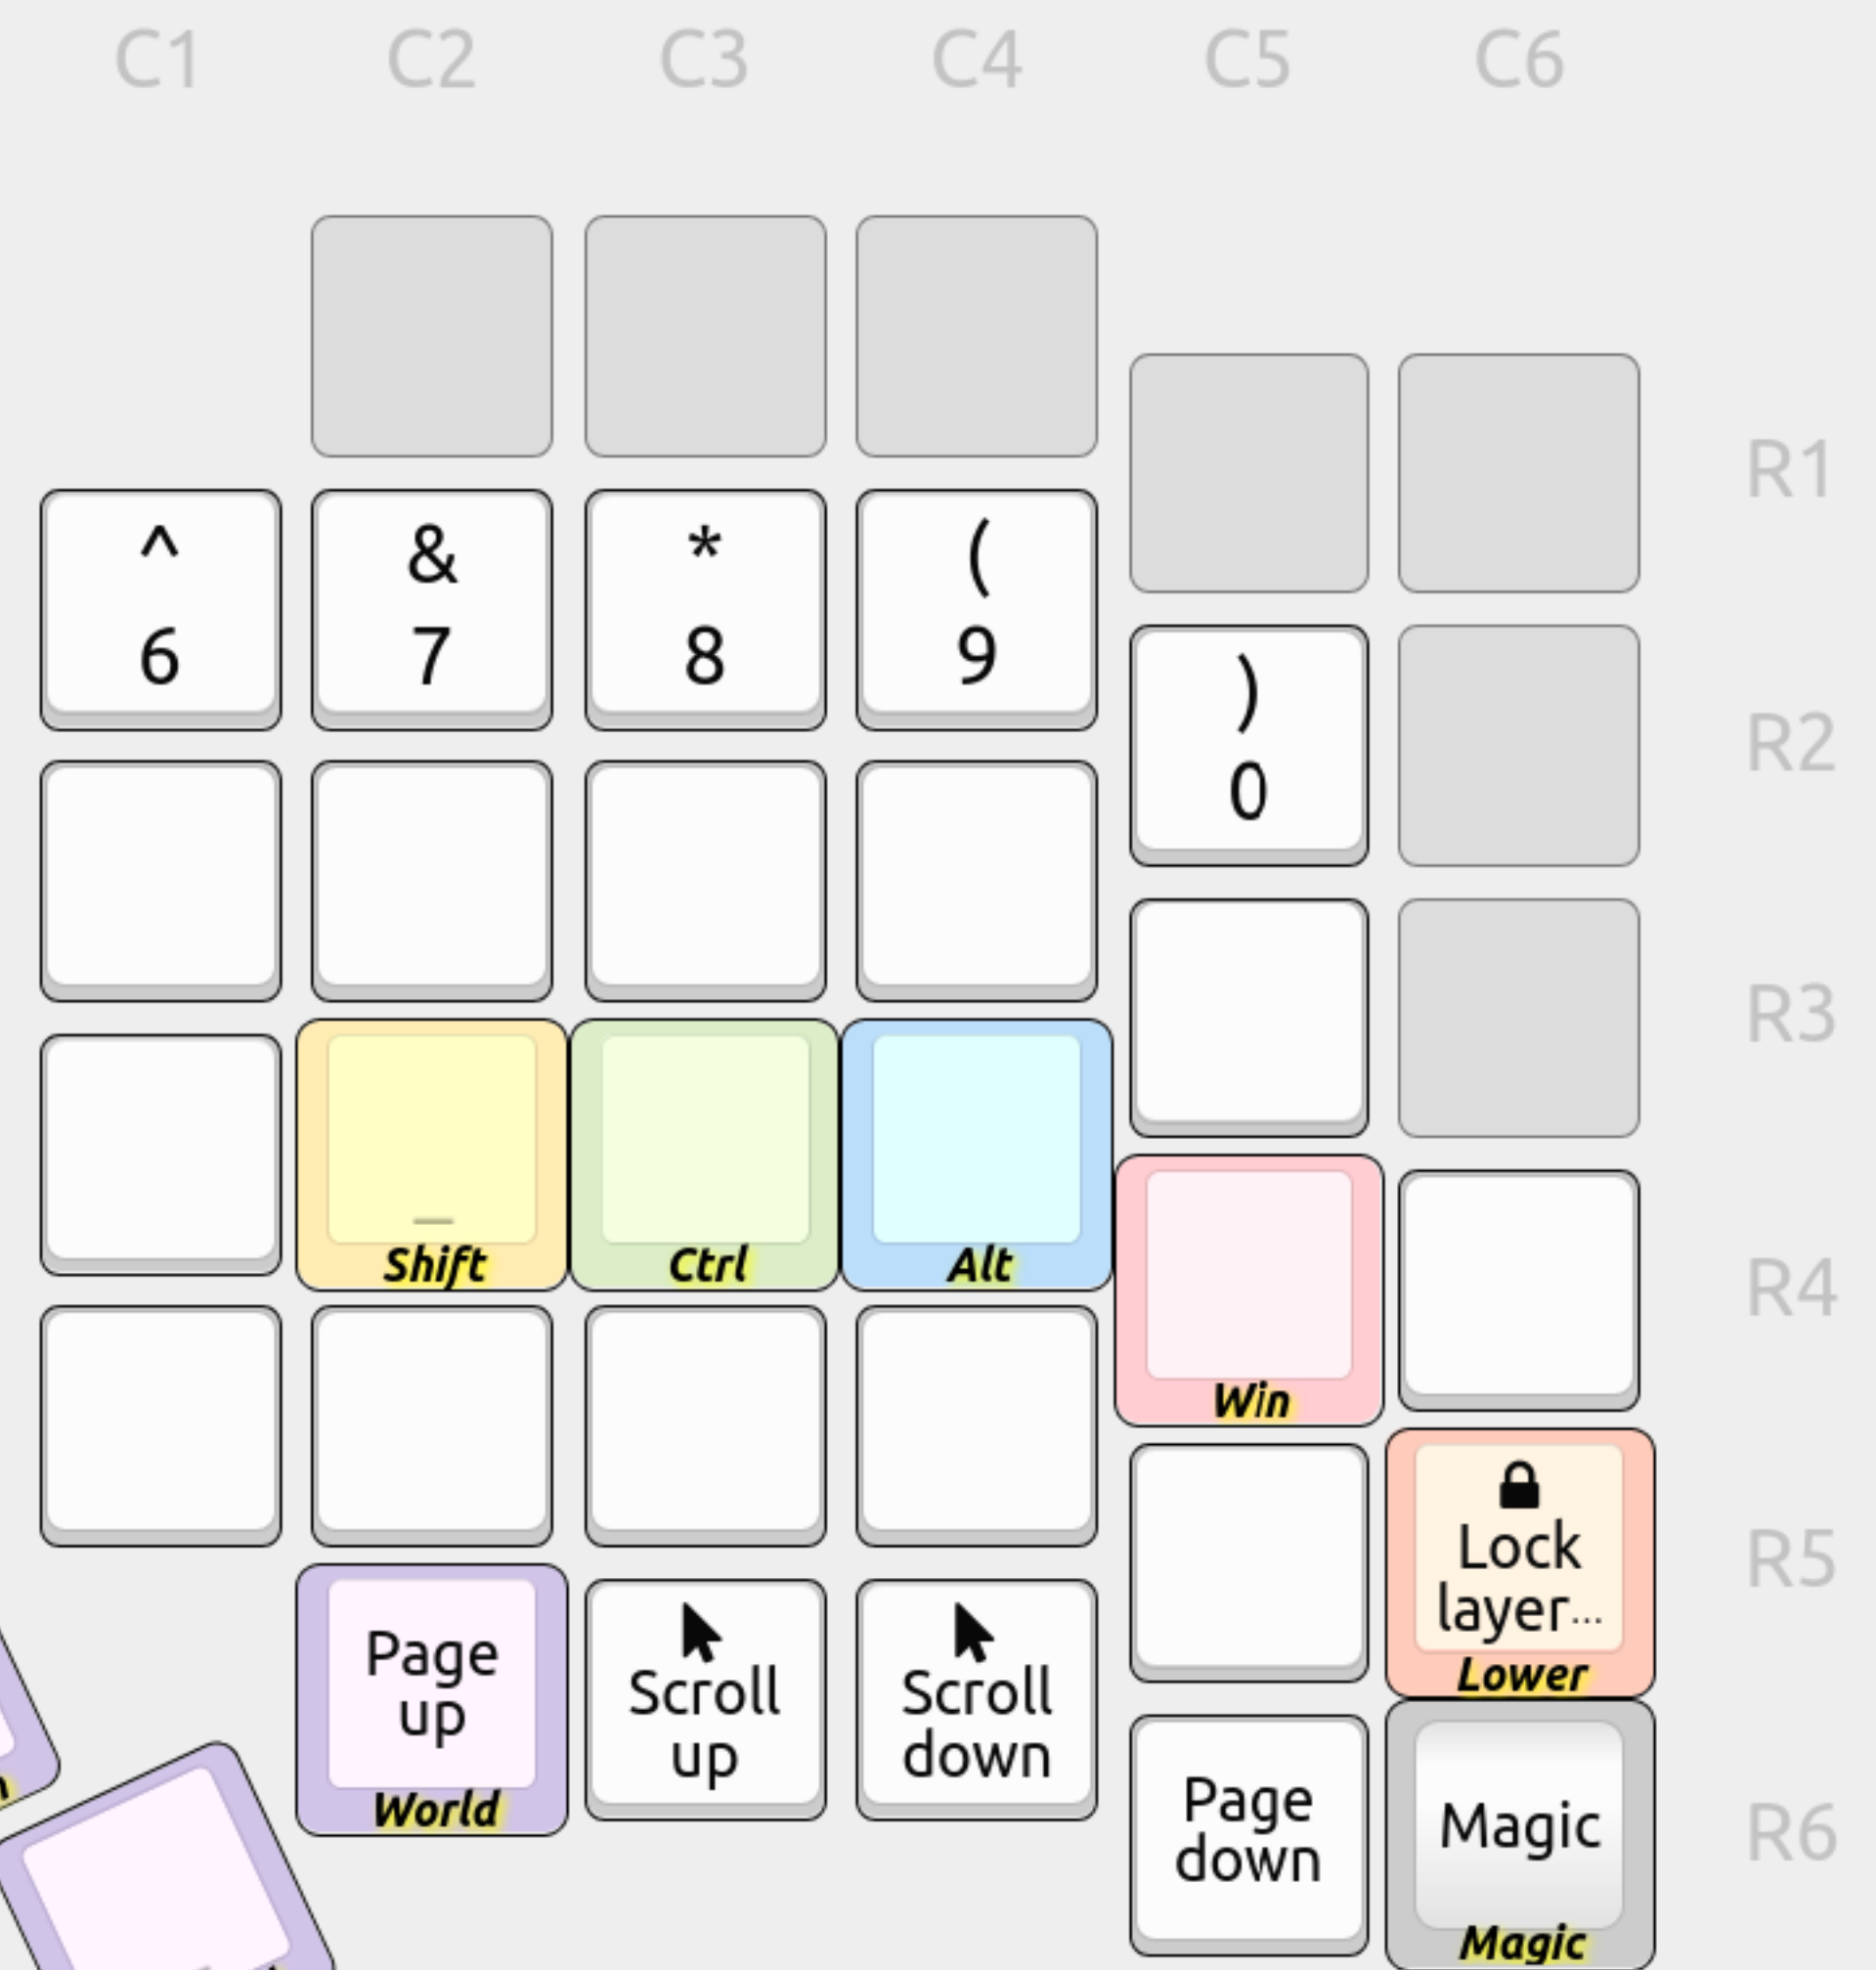 C1 C2 C3 C4 C5 C6
R1
^ & * (
6 7 8 9
)
0
R2
R3
_
Shift Ctrl Alt
R4
Win
Lock
layer...
R5
Lower
Page
up
World
Scroll
up
Scroll
down
Page
down
Magic
R6
Magic